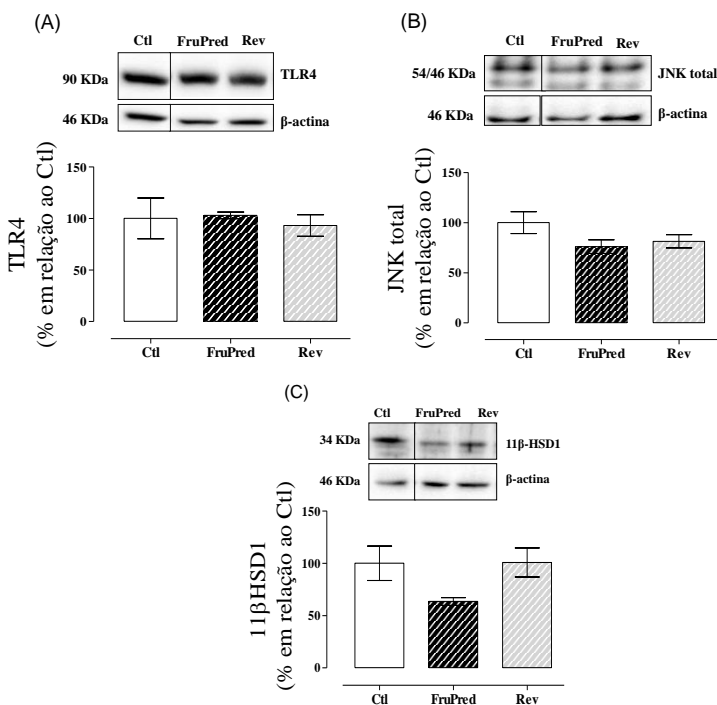 (A)
Ctl FruPred Rev
90 KDa TLR4
46 KDa β-actina
TLR4
(% em relação ao Ctl)
150
100
50
0
Ctl FruPred Rev
(B)
Ctl FruPred Rev
54/46 KDa JNK total
46 KDa β-actina
JNK total
(% em relação ao Ctl)
150
100
50
0
Ctl FruPred Rev
(C)
Ctl FruPred Rev
34 KDa 11β-HSD1
46 KDa β-actina
11βHSD1
(% em relação ao Ctl)
150
100
50
0
Ctl FruPred Rev